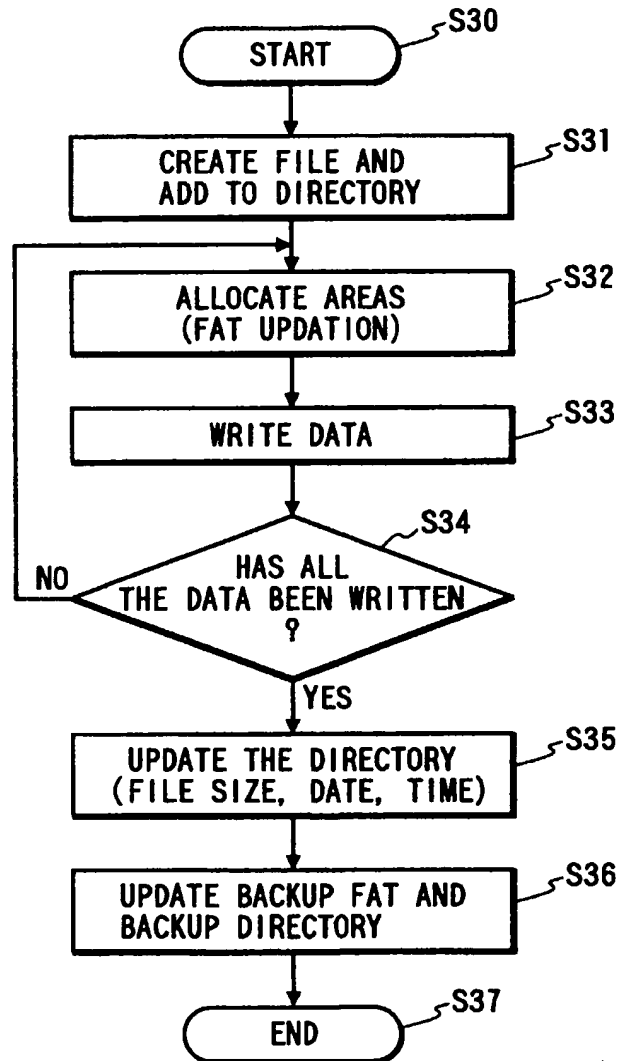 START
S30
CREATE FILE AND
ADD TO DIRECTORY
S31
ALLOCATE AREAS
(FAT UPDATION)
S32
WRITE DATA
S33
S34
HAS ALL
THE DATA BEEN WRITTEN
?
NO
YES
UPDATE THE DIRECTORY
(FILE SIZE, DATE, TIME)
S35
UPDATE BACKUP FAT AND
BACKUP DIRECTORY
S36
END
S37